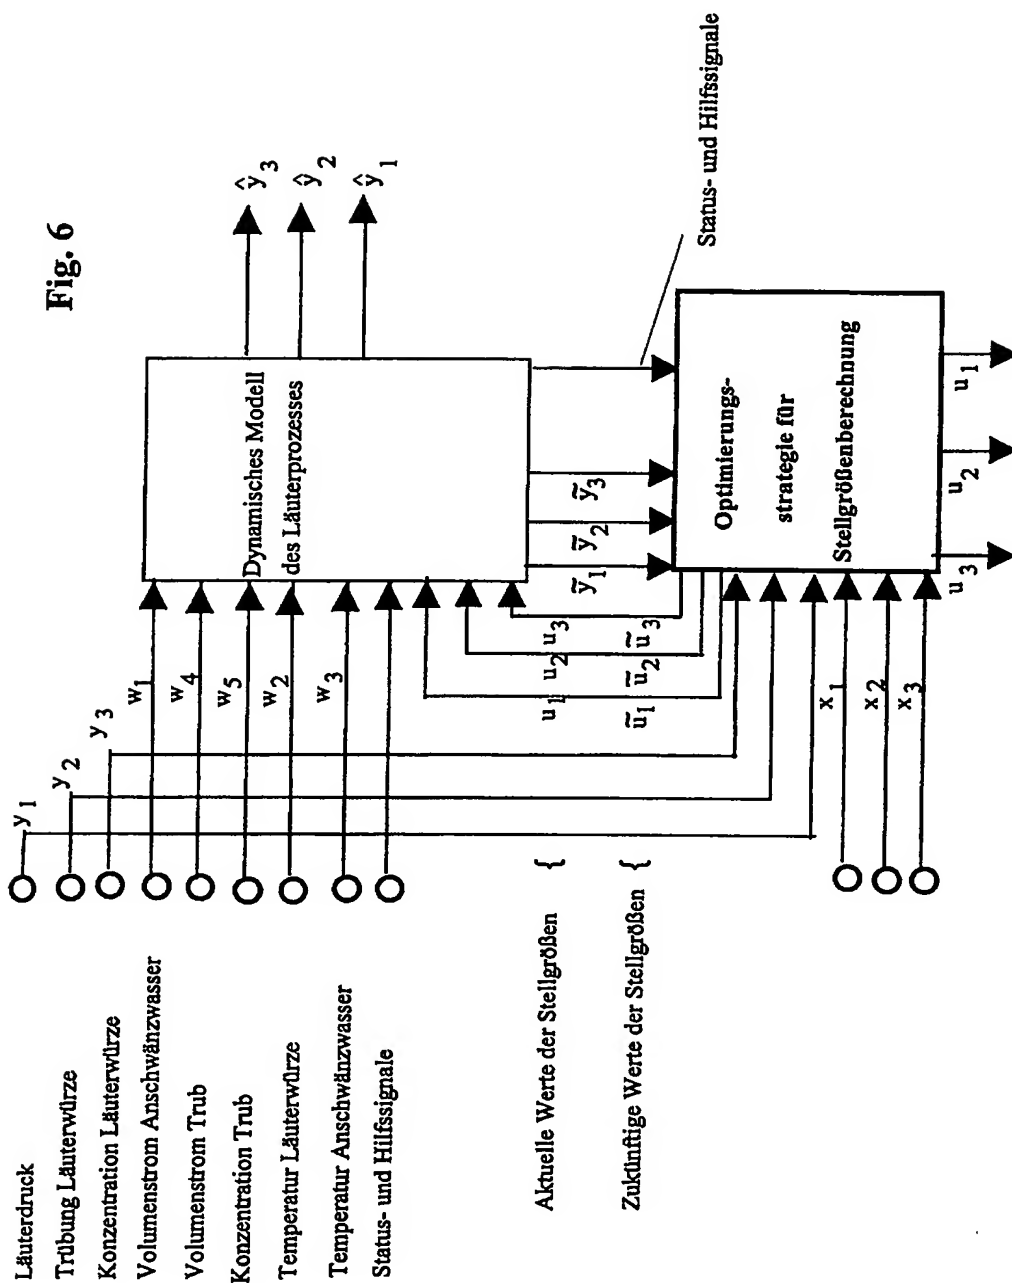 Fig. 6
Läuterdruck
Trübung Läuterwürze
Konzentration Läuterwürze
Volumenstrom Anschwänzwasser
Volumenstrom Trub
Konzentration Trub
Temperatur Läuterwürze
Temperatur Anschwänzwasser
Status- und Hilfssignale
y1
y2
y3
w1
w4
w5
w2
w3
Dynamisches Modell
des Läuterprozesses
ŷ3
ŷ2
ŷ1
Aktuelle Werte der Stellgrößen {
u1 u2 u3
Zukünftige Werte der Stellgrößen {
ũ1 ũ2 ũ3
ỹ1 ỹ2 ỹ3
Status- und Hilfssignale
x1
x2
x3
Optimierungs-
strategie für
Stellgrößenberechnung
u3
u2
u1